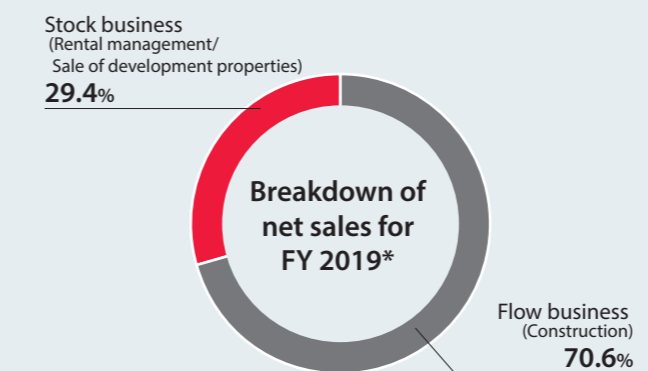 Stock business
(Rental management/
Sale of development properties)
29.4%
Breakdown of
net sales for
FY 2019*
Flow business
(Construction)
70.6%